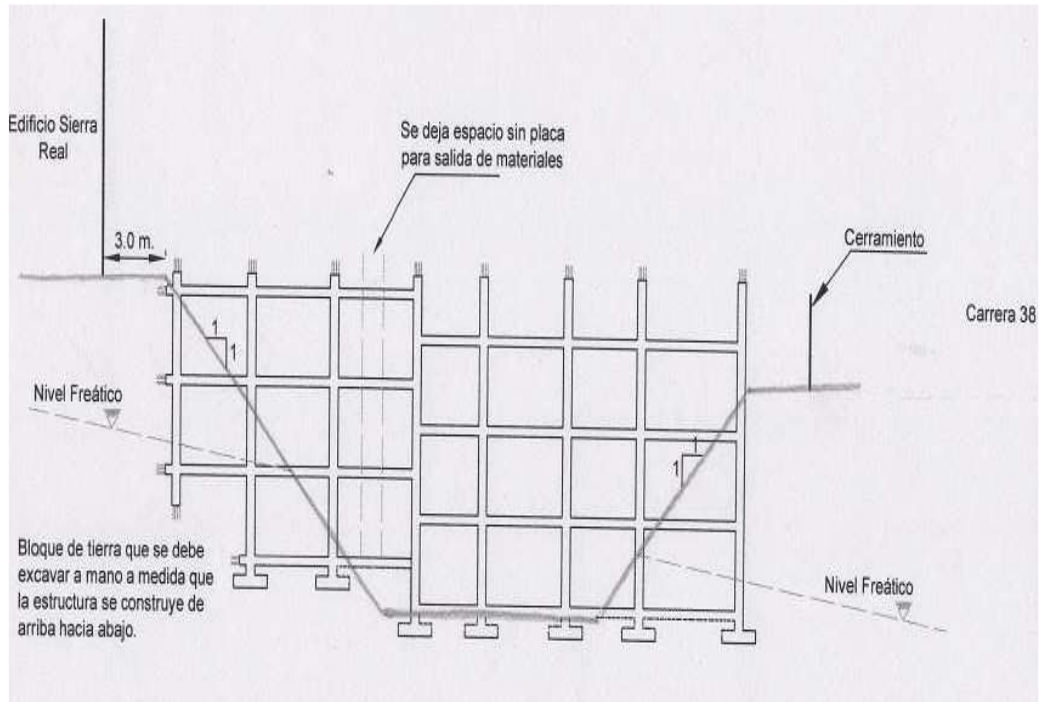 Edificio Sierra
Real
Se deja espacio sin placa
para salida de materiales
3.0 m.
Cerramiento
Carrera 38
1
1
Nivel Freático
1
1
Bloque de tierra que se debe
excavar a mano a medida que
la estructura se construye de
arriba hacia abajo.
Nivel Freático